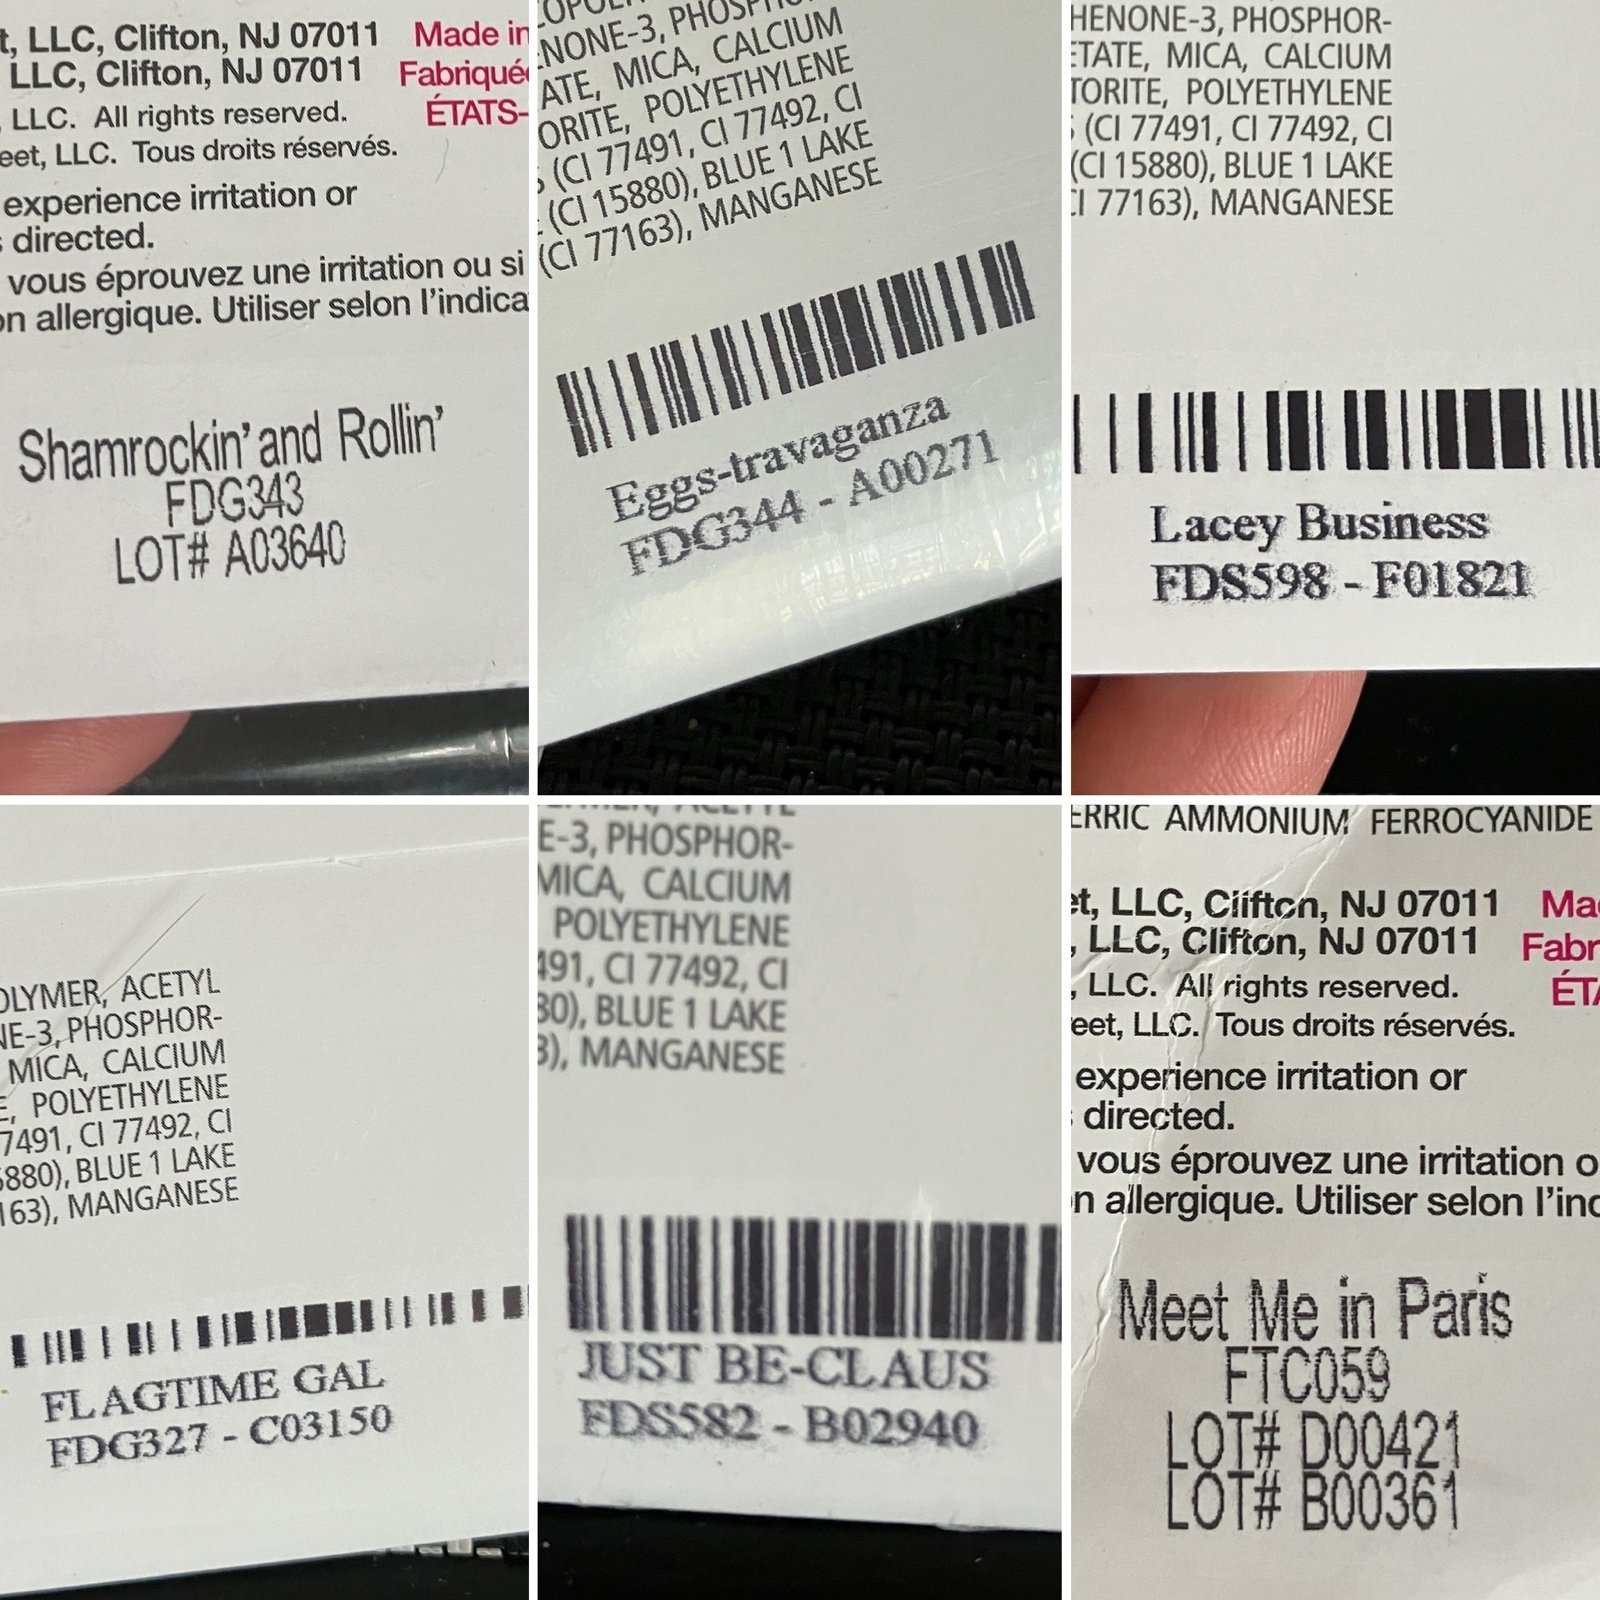 t, LLC, Clifton, NJ 07011 Made in
LLC, Clifton, NJ 07011 Fabriqué
, LLC. All rights reserved. ÉTATS-
eet, LLC. Tous droits réservés.
experience irritation or
s directed.
vous éprouvez une irritation ou si
on allergique. Utiliser selon l'indica
Shamrockin' and Rollin'
FDG343
LOT# A03640
ENONE-3, PHOSPHO
ATE, MICA, CALCIUM
ORITE, POLYETHYLENE
S (CI 77491, CI 77492, CI
(CI 15880), BLUE 1 LAKE
(CI 77163), MANGANESE
Eggs-travaganza
FDG344 - A00271
HENONE-3, PHOSPHOR-
ETATE, MICA, CALCIUM
TORITE, POLYETHYLENE
S (CI 77491, CI 77492, CI
(CI 15880), BLUE 1 LAKE
CI 77163), MANGANESE
Lacey Business
FDS598 - F01821
OLYMER, ACETYL
NE-3, PHOSPHOR-
MICA, CALCIUM
E, POLYETHYLENE
7491, CI 77492, CI
5880), BLUE 1 LAKE
163), MANGANESE
FLAGTIME GAL
FDG327 - C03150
E-3, PHOSPHOR-
MICA, CALCIUM
POLYETHYLENE
491, CI 77492, CI
80), BLUE 1 LAKE
3), MANGANESE
JUST BE-CLAUS
FDS582 - B02940
ERRIC AMMONIUM FERROCYANIDE
et, LLC, Clifton, NJ 07011 Ma
, LLC, Clifton, NJ 07011 Fabr
, LLC. All rights reserved. ÉTA
eet, LLC. Tous droits réservés.
experience irritation or
s directed.
vous éprouvez une irritation o
n allergique. Utiliser selon l'ind
Meet Me in Paris
FTC059
LOT# D00421
LOT# B00361